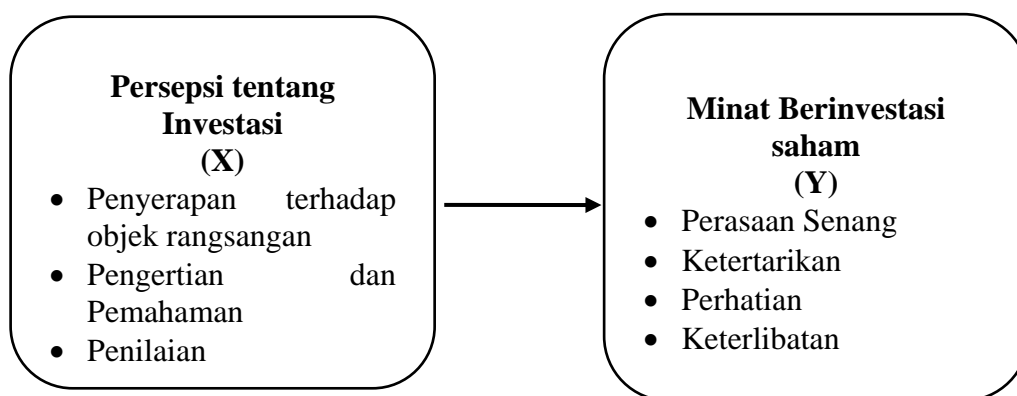 Persepsi tentang
Investasi
(X)
• Penyerapan terhadap
objek rangsangan
• Pengertian dan
Pemahaman
• Penilaian
Minat Berinvestasi
saham
(Y)
• Perasaan Senang
• Ketertarikan
• Perhatian
• Keterlibatan